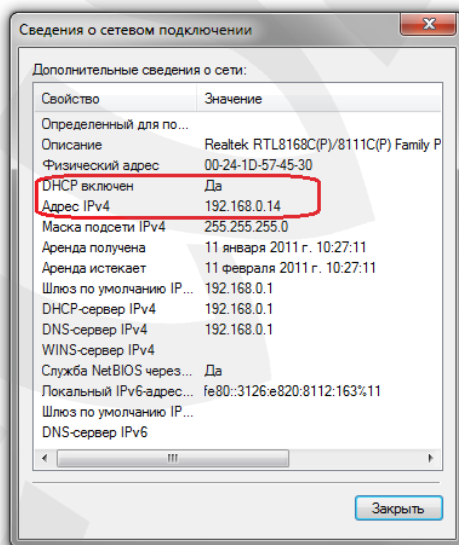 Сведения о сетевом подключении
Дополнительные сведения о сети:
Свойство Значение
Определенный для по...
Описание Realtek RTL8168C(P)/8111C(P) Family P
Физический адрес 00-24-1D-57-45-30
DHCP включен Да
Адрес IPv4 192.168.0.14
Маска подсети IPv4 255.255.255.0
Аренда получена 11 января 2011 г. 10:27:11
Аренда истекает 11 февраля 2011 г. 10:27:11
Шлюз по умолчанию IP... 192.168.0.1
DHCP-сервер IPv4 192.168.0.1
DNS-сервер IPv4 192.168.0.1
WINS-сервер IPv4
Служба NetBIOS через... Да
Локальный IPv6-адрес... fe80::3126:e820:8112:163%11
Шлюз по умолчанию IP...
DNS-сервер IPv6
Закрыть